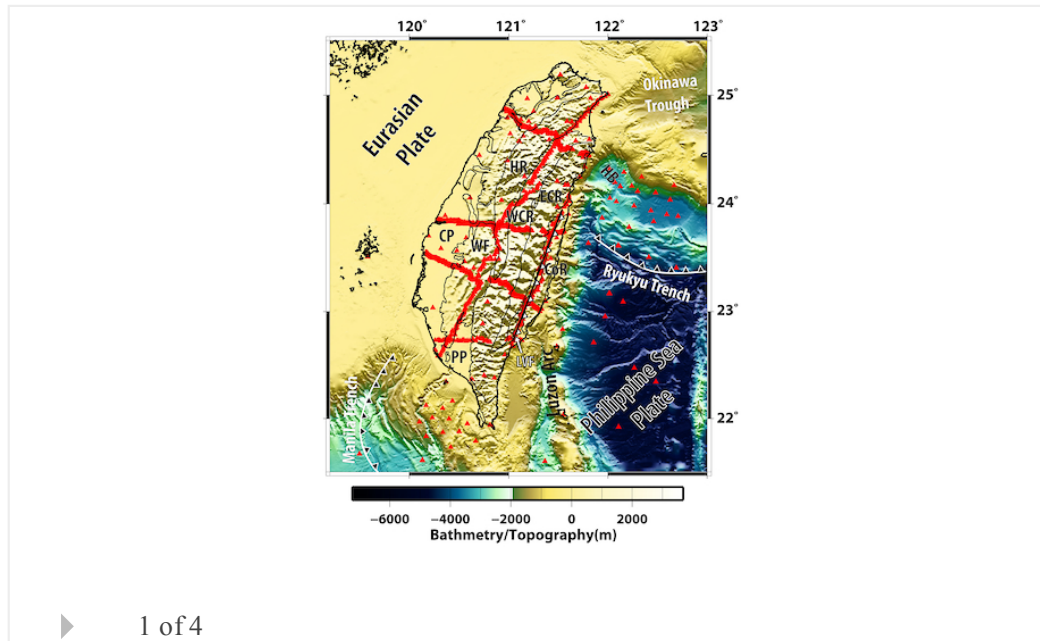 120° 121° 122° 123°
Okinawa
Trough
25°
Eurasian
Plate
HR
HB
ECR
24°
WCR
CP
WF
CoR
Ryukyu Trench
23°
PP
LVF
Luzon Arc
Philippine Sea
Plate
Manila Trench
22°
−6000 −4000 −2000 0 2000
Bathmetry/Topography(m)
1 of 4